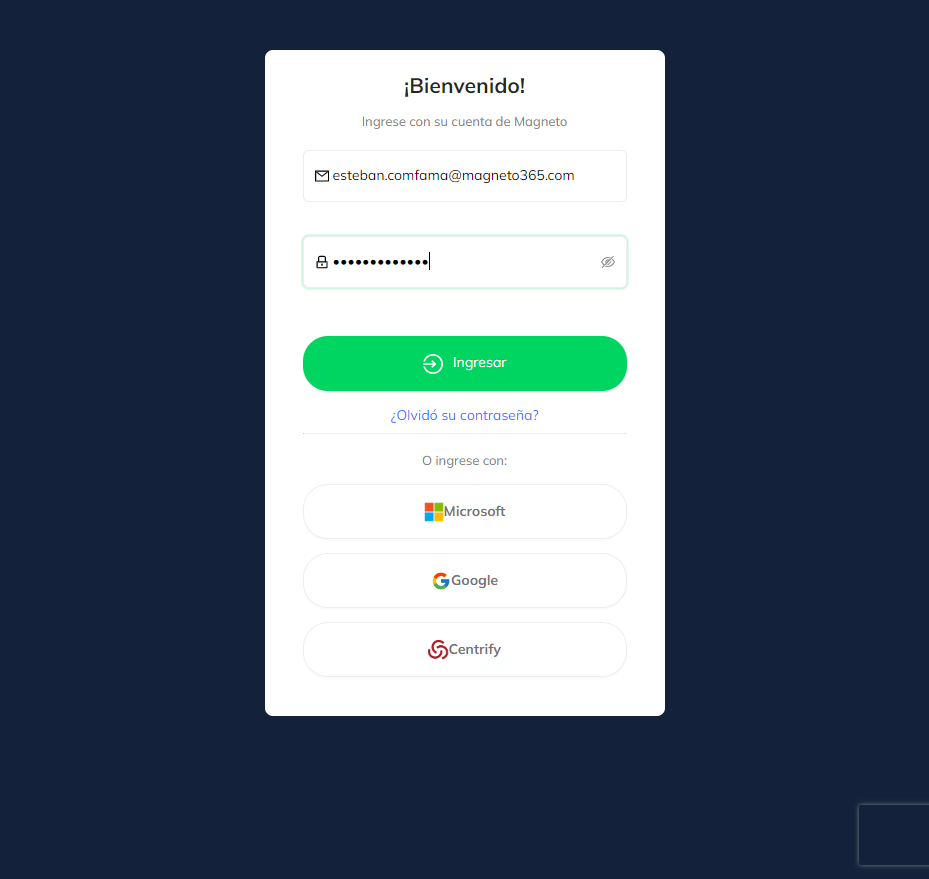 ¡Bienvenido!
Ingrese con su cuenta de Magneto
esteban.comfama@magneto365.com
•••••••••••••
Ingresar
¿Olvidó su contraseña?
O ingrese con:
Microsoft
Google
Centrify